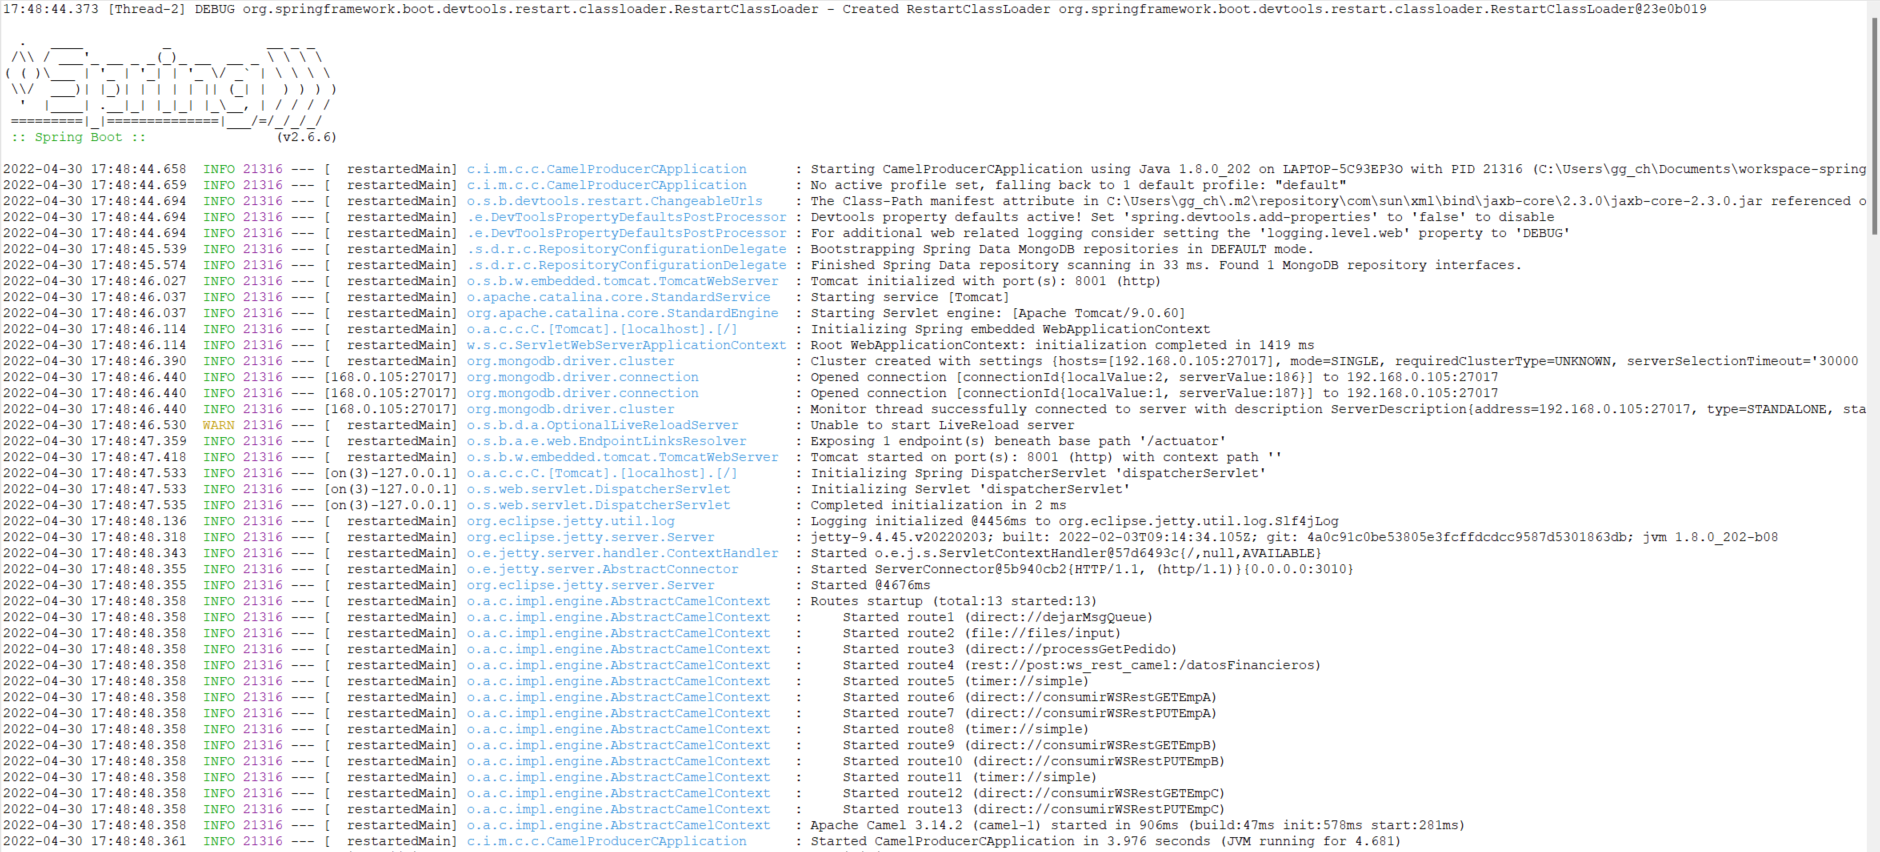 17:48:44.373 [Thread-2] DEBUG org.springframework.boot.devtools.restart.classloader.RestartClassLoader - Created RestartClassLoader org.springframework.boot.devtools.restart.classloader.RestartClassLoader@23e0b019
  .   ____          _            __ _ _
 /\\ / ___'_ __ _ _(_)_ __  __ _ \ \ \ \
( ( )\___ | '_ | '_| | '_ \/ _` | \ \ \ \
 \\/  ___)| |_)| | | | | || (_| |  ) ) ) )
  '  |____| .__|_| |_|_| |_\__, | / / / /
 =========|_|==============|___/=/_/_/_/
 :: Spring Boot ::                (v2.6.6)
2022-04-30 17:48:44.658  INFO 21316 --- [  restartedMain] c.i.m.c.c.CamelProducerCApplication      : Starting CamelProducerCApplication using Java 1.8.0_202 on LAPTOP-5C93EP3O with PID 21316 (C:\Users\gg_ch\Documents\workspace-spring
2022-04-30 17:48:44.659  INFO 21316 --- [  restartedMain] c.i.m.c.c.CamelProducerCApplication      : No active profile set, falling back to 1 default profile: "default"
2022-04-30 17:48:44.694  INFO 21316 --- [  restartedMain] o.s.b.devtools.restart.ChangeableUrls    : The Class-Path manifest attribute in C:\Users\gg_ch\.m2\repository\com\sun\xml\bind\jaxb-core\2.3.0\jaxb-core-2.3.0.jar referenced o
2022-04-30 17:48:44.694  INFO 21316 --- [  restartedMain] .e.DevToolsPropertyDefaultsPostProcessor : Devtools property defaults active! Set 'spring.devtools.add-properties' to 'false' to disable
2022-04-30 17:48:44.694  INFO 21316 --- [  restartedMain] .e.DevToolsPropertyDefaultsPostProcessor : For additional web related logging consider setting the 'logging.level.web' property to 'DEBUG'
2022-04-30 17:48:45.539  INFO 21316 --- [  restartedMain] .s.d.r.c.RepositoryConfigurationDelegate : Bootstrapping Spring Data MongoDB repositories in DEFAULT mode.
2022-04-30 17:48:45.574  INFO 21316 --- [  restartedMain] .s.d.r.c.RepositoryConfigurationDelegate : Finished Spring Data repository scanning in 33 ms. Found 1 MongoDB repository interfaces.
2022-04-30 17:48:46.027  INFO 21316 --- [  restartedMain] o.s.b.w.embedded.tomcat.TomcatWebServer  : Tomcat initialized with port(s): 8001 (http)
2022-04-30 17:48:46.037  INFO 21316 --- [  restartedMain] o.apache.catalina.core.StandardService   : Starting service [Tomcat]
2022-04-30 17:48:46.037  INFO 21316 --- [  restartedMain] org.apache.catalina.core.StandardEngine  : Starting Servlet engine: [Apache Tomcat/9.0.60]
2022-04-30 17:48:46.114  INFO 21316 --- [  restartedMain] o.a.c.c.C.[Tomcat].[localhost].[/]       : Initializing Spring embedded WebApplicationContext
2022-04-30 17:48:46.114  INFO 21316 --- [  restartedMain] w.s.c.ServletWebServerApplicationContext : Root WebApplicationContext: initialization completed in 1419 ms
2022-04-30 17:48:46.390  INFO 21316 --- [  restartedMain] org.mongodb.driver.cluster               : Cluster created with settings {hosts=[192.168.0.105:27017], mode=SINGLE, requiredClusterType=UNKNOWN, serverSelectionTimeout='30000
2022-04-30 17:48:46.440  INFO 21316 --- [168.0.105:27017] org.mongodb.driver.connection            : Opened connection [connectionId{localValue:2, serverValue:186}] to 192.168.0.105:27017
2022-04-30 17:48:46.440  INFO 21316 --- [168.0.105:27017] org.mongodb.driver.connection            : Opened connection [connectionId{localValue:1, serverValue:187}] to 192.168.0.105:27017
2022-04-30 17:48:46.440  INFO 21316 --- [168.0.105:27017] org.mongodb.driver.cluster               : Monitor thread successfully connected to server with description ServerDescription{address=192.168.0.105:27017, type=STANDALONE, sta
2022-04-30 17:48:46.530  WARN 21316 --- [  restartedMain] o.s.b.d.a.OptionalLiveReloadServer       : Unable to start LiveReload server
2022-04-30 17:48:47.359  INFO 21316 --- [  restartedMain] o.s.b.a.e.web.EndpointLinksResolver      : Exposing 1 endpoint(s) beneath base path '/actuator'
2022-04-30 17:48:47.418  INFO 21316 --- [  restartedMain] o.s.b.w.embedded.tomcat.TomcatWebServer  : Tomcat started on port(s): 8001 (http) with context path ''
2022-04-30 17:48:47.533  INFO 21316 --- [on(3)-127.0.0.1] o.a.c.c.C.[Tomcat].[localhost].[/]       : Initializing Spring DispatcherServlet 'dispatcherServlet'
2022-04-30 17:48:47.533  INFO 21316 --- [on(3)-127.0.0.1] o.s.web.servlet.DispatcherServlet        : Initializing Servlet 'dispatcherServlet'
2022-04-30 17:48:47.535  INFO 21316 --- [on(3)-127.0.0.1] o.s.web.servlet.DispatcherServlet        : Completed initialization in 2 ms
2022-04-30 17:48:48.136  INFO 21316 --- [  restartedMain] org.eclipse.jetty.util.log               : Logging initialized @4456ms to org.eclipse.jetty.util.log.Slf4jLog
2022-04-30 17:48:48.318  INFO 21316 --- [  restartedMain] org.eclipse.jetty.server.Server          : jetty-9.4.45.v20220203; built: 2022-02-03T09:14:34.105Z; git: 4a0c91c0be53805e3fcffdcdcc9587d5301863db; jvm 1.8.0_202-b08
2022-04-30 17:48:48.343  INFO 21316 --- [  restartedMain] o.e.jetty.server.handler.ContextHandler  : Started o.e.j.s.ServletContextHandler@57d6493c{/,null,AVAILABLE}
2022-04-30 17:48:48.355  INFO 21316 --- [  restartedMain] o.e.jetty.server.AbstractConnector       : Started ServerConnector@5b940cb2{HTTP/1.1, (http/1.1)}{0.0.0.0:3010}
2022-04-30 17:48:48.355  INFO 21316 --- [  restartedMain] org.eclipse.jetty.server.Server          : Started @4676ms
2022-04-30 17:48:48.358  INFO 21316 --- [  restartedMain] o.a.c.impl.engine.AbstractCamelContext   : Routes startup (total:13 started:13)
2022-04-30 17:48:48.358  INFO 21316 --- [  restartedMain] o.a.c.impl.engine.AbstractCamelContext   :     Started route1 (direct://dejarMsgQueue)
2022-04-30 17:48:48.358  INFO 21316 --- [  restartedMain] o.a.c.impl.engine.AbstractCamelContext   :     Started route2 (file://files/input)
2022-04-30 17:48:48.358  INFO 21316 --- [  restartedMain] o.a.c.impl.engine.AbstractCamelContext   :     Started route3 (direct://processGetPedido)
2022-04-30 17:48:48.358  INFO 21316 --- [  restartedMain] o.a.c.impl.engine.AbstractCamelContext   :     Started route4 (rest://post:ws_rest_camel:/datosFinancieros)
2022-04-30 17:48:48.358  INFO 21316 --- [  restartedMain] o.a.c.impl.engine.AbstractCamelContext   :     Started route5 (timer://simple)
2022-04-30 17:48:48.358  INFO 21316 --- [  restartedMain] o.a.c.impl.engine.AbstractCamelContext   :     Started route6 (direct://consumirWSRestGETEmpA)
2022-04-30 17:48:48.358  INFO 21316 --- [  restartedMain] o.a.c.impl.engine.AbstractCamelContext   :     Started route7 (direct://consumirWSRestPUTEmpA)
2022-04-30 17:48:48.358  INFO 21316 --- [  restartedMain] o.a.c.impl.engine.AbstractCamelContext   :     Started route8 (timer://simple)
2022-04-30 17:48:48.358  INFO 21316 --- [  restartedMain] o.a.c.impl.engine.AbstractCamelContext   :     Started route9 (direct://consumirWSRestGETEmpB)
2022-04-30 17:48:48.358  INFO 21316 --- [  restartedMain] o.a.c.impl.engine.AbstractCamelContext   :     Started route10 (direct://consumirWSRestPUTEmpB)
2022-04-30 17:48:48.358  INFO 21316 --- [  restartedMain] o.a.c.impl.engine.AbstractCamelContext   :     Started route11 (timer://simple)
2022-04-30 17:48:48.358  INFO 21316 --- [  restartedMain] o.a.c.impl.engine.AbstractCamelContext   :     Started route12 (direct://consumirWSRestGETEmpC)
2022-04-30 17:48:48.358  INFO 21316 --- [  restartedMain] o.a.c.impl.engine.AbstractCamelContext   :     Started route13 (direct://consumirWSRestPUTEmpC)
2022-04-30 17:48:48.358  INFO 21316 --- [  restartedMain] o.a.c.impl.engine.AbstractCamelContext   : Apache Camel 3.14.2 (camel-1) started in 906ms (build:47ms init:578ms start:281ms)
2022-04-30 17:48:48.361  INFO 21316 --- [  restartedMain] c.i.m.c.c.CamelProducerCApplication      : Started CamelProducerCApplication in 3.976 seconds (JVM running for 4.681)